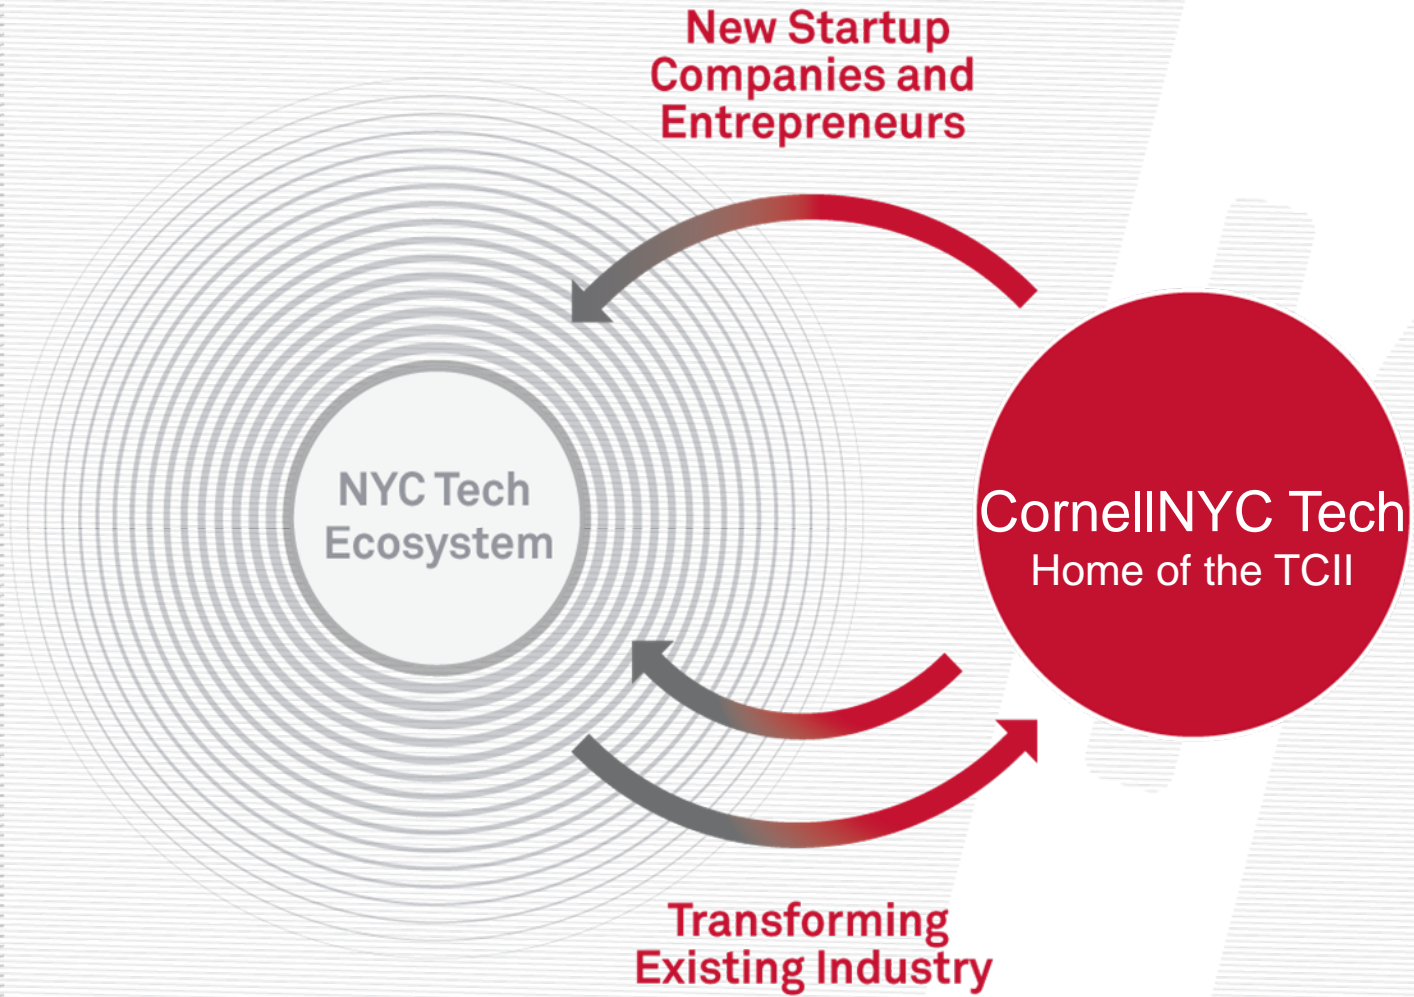 New Startup
Companies and
Entrepreneurs
NYC Tech
Ecosystem
CornellNYC Tech
Home of the TCII
Transforming
Existing Industry